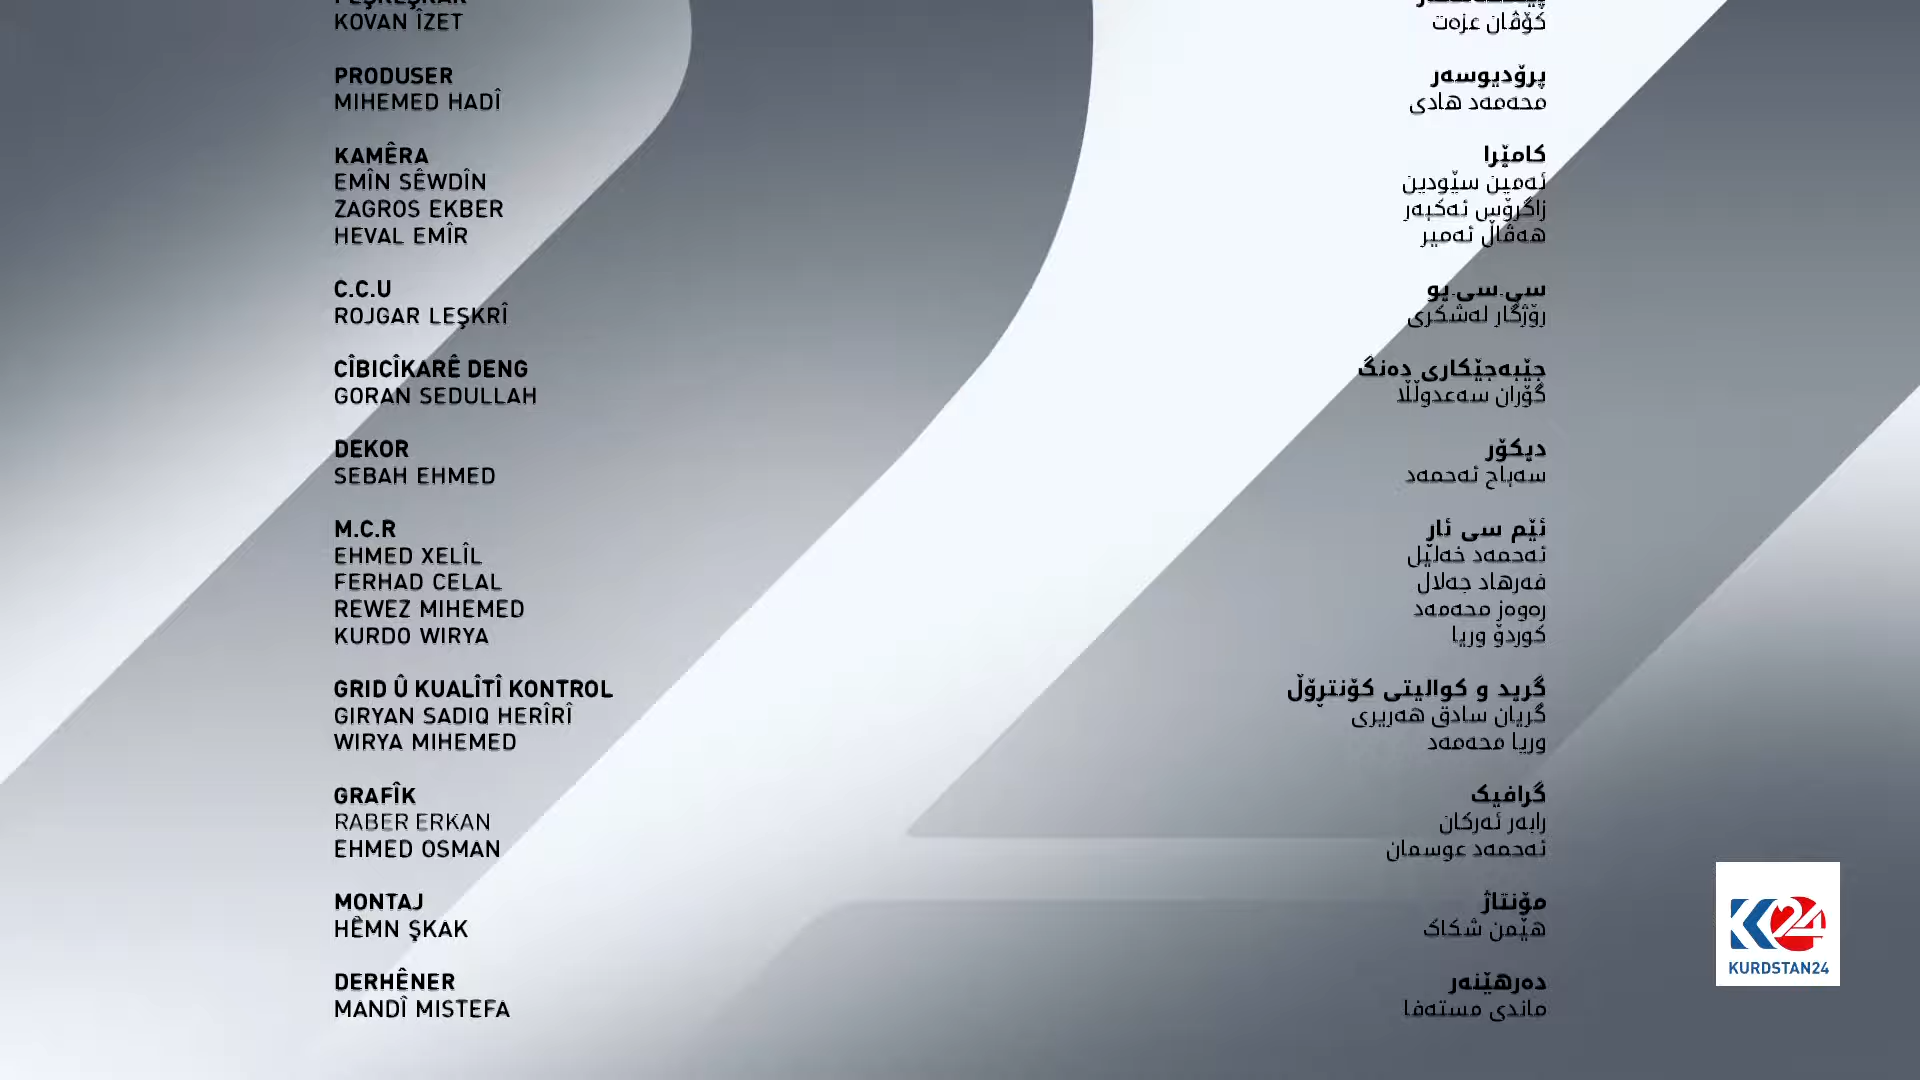 KOVAN ÎZET
PRODUSER
MIHEMED HADÎ
KAMÊRA
EMÎN SÊWDÎN
ZAGROS EKBER
HEVAL EMÎR
C.C.U
ROJGAR LEŞKRÎ
CÎBICÎKARÊ DENG
GORAN SEDULLAH
DEKOR
SEBAH EHMED
M.C.R
EHMED XELÎL
FERHAD CELAL
REWEZ MIHEMED
KURDO WIRYA
GRID Û KUALÎTÎ KONTROL
GIRYAN SADIQ HERÎRÎ
WIRYA MIHEMED
GRAFÎK
RABER ERKAN
EHMED OSMAN
MONTAJ
HÊMN ŞKAK
DERHÊNER
MANDÎ MISTEFA
کۆڤان عزەت
پرۆدیوسەر
محەمەد هادی
کامێرا
ئەمین سێودین
زاگرۆس ئەکبەر
هەڤاڵ ئەمیر
سی.سی.یو
رۆژگار لەشکری
جێبەجێکاری دەنگ
گۆران سەعدوڵڵا
دیکۆر
سەباح ئەحمەد
ئێم سی ئاڕ
ئەحمەد خەلیل
فەرهاد جەلال
رەوەز محەمەد
کوردۆ وریا
گرید و کوالیتی کۆنتڕۆڵ
گریان سادق هەریری
وریا محەمەد
گرافیک
رابەر ئەرکان
ئەحمەد عوسمان
مۆنتاژ
هێمن شکاک
دەرهێنەر
ماندی مستەفا
K24
KURDSTAN24